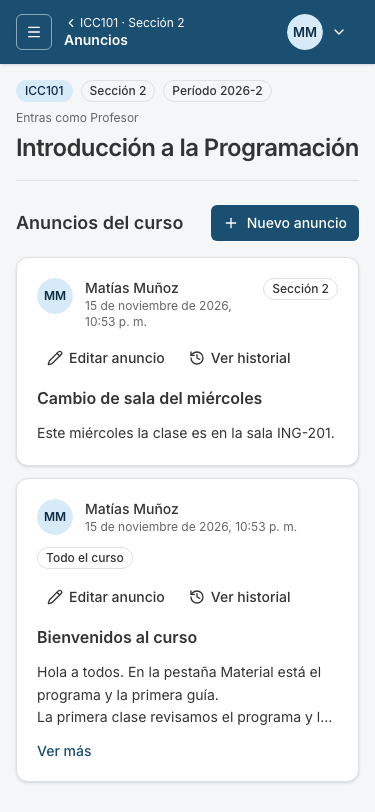 ICC101 · Sección 2
Anuncios
MM
ICC101
Sección 2
Período 2026-2
Entras como Profesor
Introducción a la Programación
Anuncios del curso
Nuevo anuncio
MM
Matías Muñoz
Sección 2
15 de noviembre de 2026,
10:53 p. m.
Editar anuncio
Ver historial
Cambio de sala del miércoles
Este miércoles la clase es en la sala ING-201.
MM
Matías Muñoz
15 de noviembre de 2026, 10:53 p. m.
Todo el curso
Editar anuncio
Ver historial
Bienvenidos al curso
Hola a todos. En la pestaña Material está el
programa y la primera guía.
La primera clase revisamos el programa y l...
Ver más